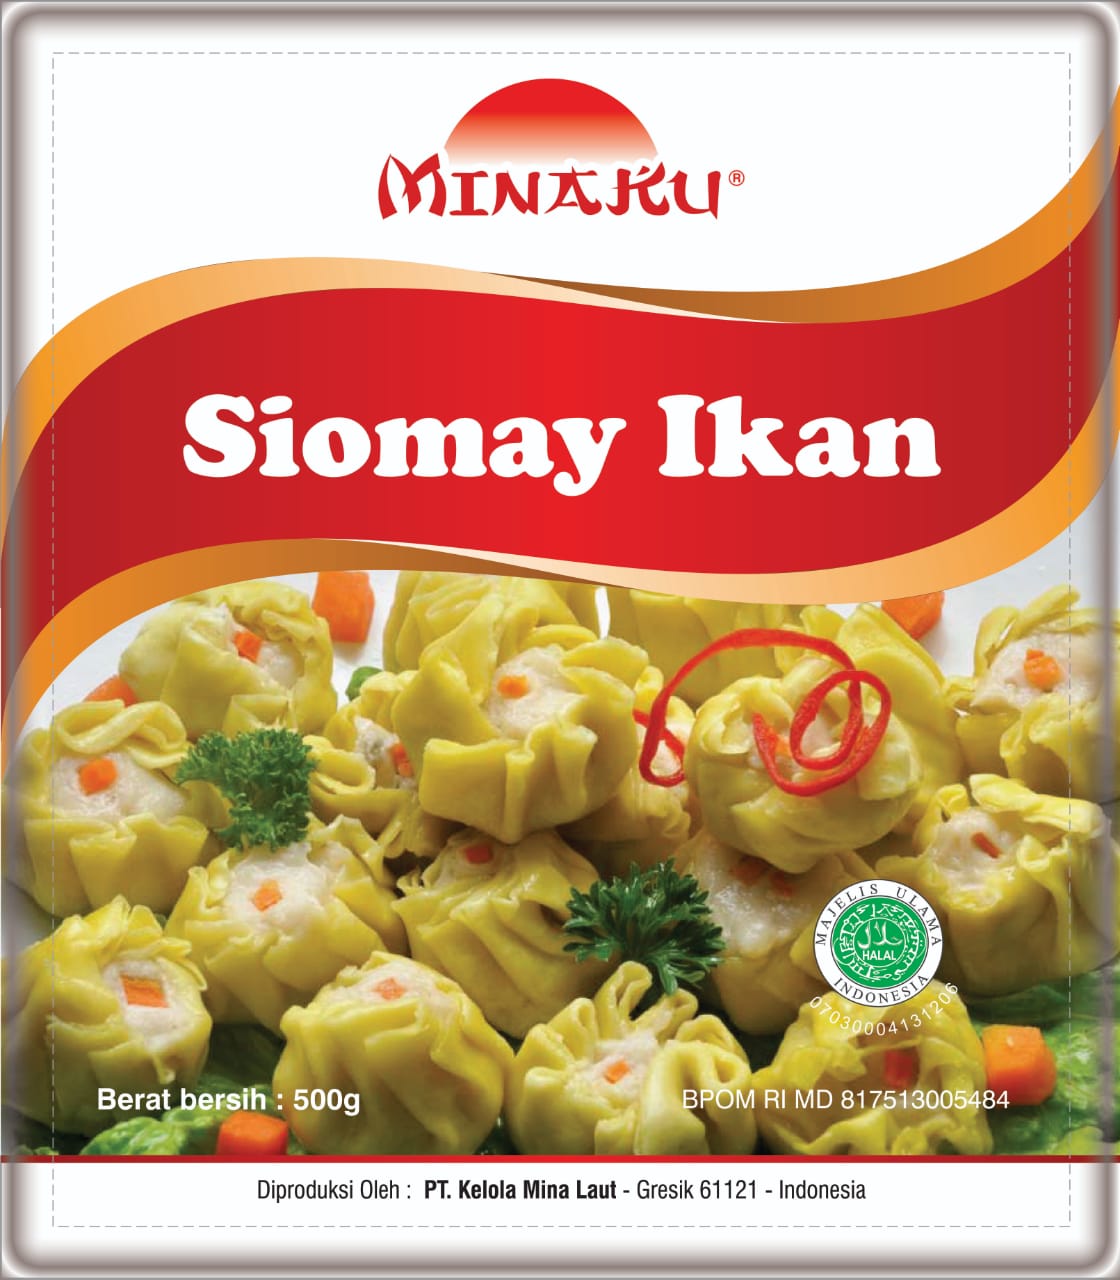 MINAKU®
Siomay Ikan
MAJELIS ULAMA
حلال
HALAL
INDONESIA
07030004131206
Berat bersih : 500g
BPOM RI MD 817513005484
Diproduksi Oleh : PT. Kelola Mina Laut - Gresik 61121 - Indonesia